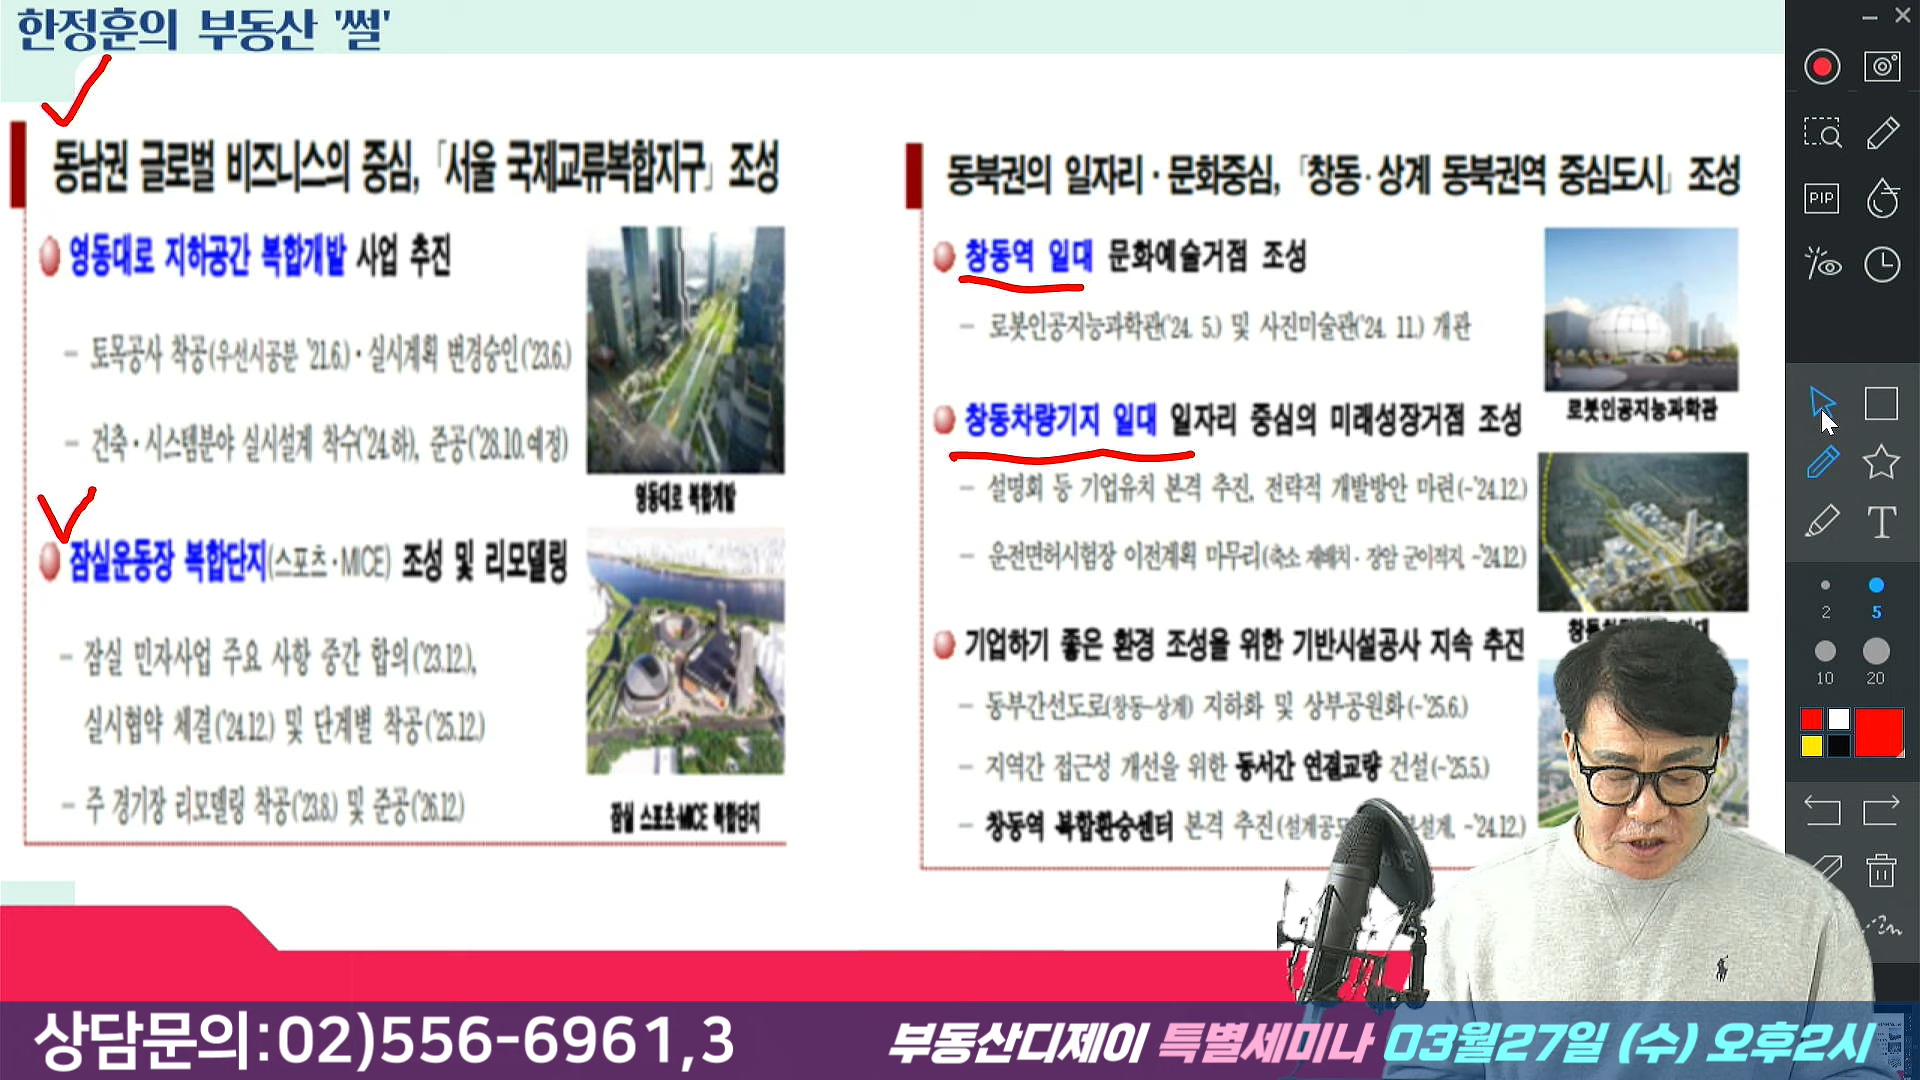 한정훈의 부동산 '썰'
동남권 글로벌 비즈니스의 중심, 「서울 국제교류복합지구」 조성
영동대로 지하공간 복합개발 사업 추진
– 토목공사 착공(우선시공분 '21.6.)·실시계획 변경승인('23.6.)
– 건축·시스템분야 실시설계 착수('24.하), 준공('28.10.예정)
영동대로 복합개발
잠실운동장 복합단지(스포츠·MICE) 조성 및 리모델링
– 잠실 민자사업 주요 사항 중간 합의('23.12.),
실시협약 체결('24.12.) 및 단계별 착공('25.12.)
– 주 경기장 리모델링 착공('23.8.) 및 준공('26.12.)
잠실 스포츠·MICE 복합단지
동북권의 일자리·문화중심, 「창동·상계 동북권역 중심도시」 조성
창동역 일대 문화예술거점 조성
– 로봇인공지능과학관('24. 5.) 및 사진미술관('24. 11.) 개관
로봇인공지능과학관
창동차량기지 일대 일자리 중심의 미래성장거점 조성
– 설명회 등 기업유치 본격 추진, 전략적 개발방안 마련(~'24.12.)
– 운전면허시험장 이전계획 마무리(축소 재배치· 장암 군이적지, ~'24.12.)
기업하기 좋은 환경 조성을 위한 기반시설공사 지속 추진
– 동부간선도로(창동~상계) 지하화 및 상부공원화(~'25.6.)
– 지역간 접근성 개선을 위한 동서간 연결교량 건설(~'25.5.)
– 창동역 복합환승센터 본격 추진(설계공 설계, ~'24.12.)
PIP
T
2 5
10 20
상담문의:02)556-6961,3
부동산디제이 특별세미나 03월27일 (수) 오후2시